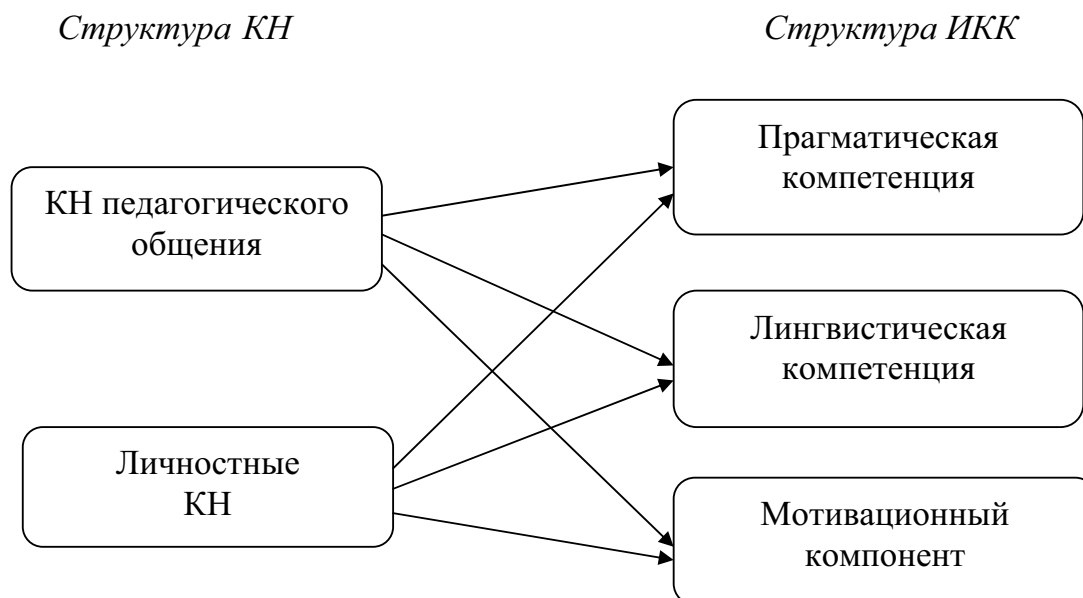 Структура КН
Структура ИКК
КН педагогического
общения
Личностные
КН
Прагматическая
компетенция
Лингвистическая
компетенция
Мотивационный
компонент